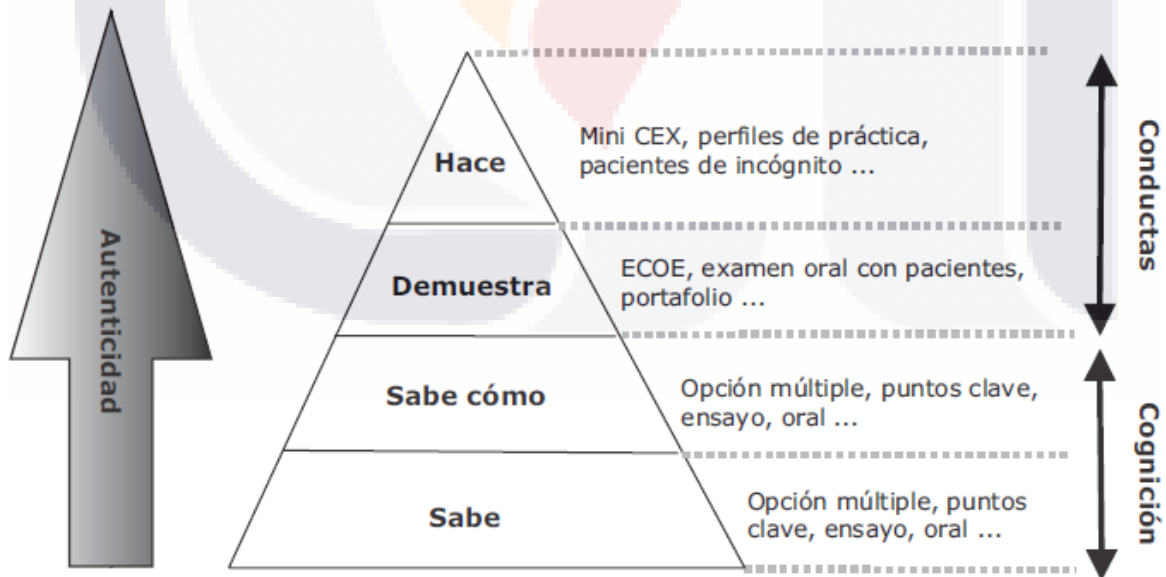 Autenticidad
Hace
Mini CEX, perfiles de práctica,
pacientes de incógnito ...
Demuestra
ECOE, examen oral con pacientes,
portafolio ...
Sabe cómo
Opción múltiple, puntos clave,
ensayo, oral ...
Sabe
Opción múltiple, puntos
clave, ensayo, oral ...
Conductas
Cognición